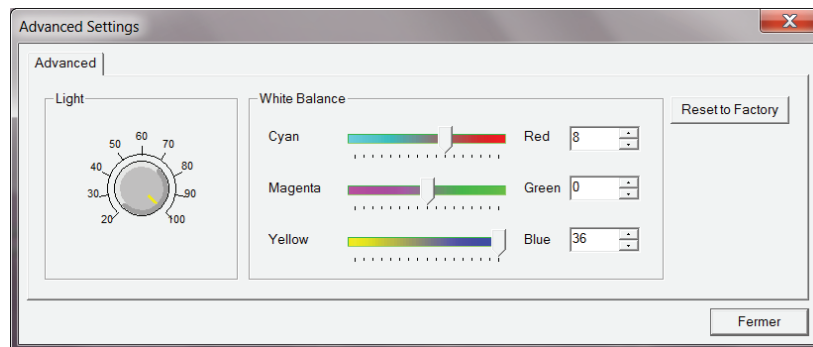 Advanced Settings
X
Advanced
Light
60
50
70
40
80
30
90
20
100
White Balance
Cyan
Red
8
Magenta
Green
0
Yellow
Blue
36
Reset to Factory
Fermer